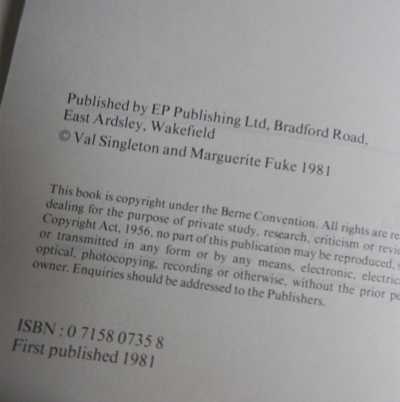 Published by EP Publishing Ltd, Bradford Road,
East Ardsley, Wakefield
© Val Singleton and Marguerite Fuke 1981
This book is copyright under the Berne Convention. All rights are re
dealing for the purpose of private study, research, criticism or revie
Copyright Act, 1956, no part of this publication may be reproduced,
or transmitted in any form or by any means, electronic, electric
optical, photocopying, recording or otherwise, without the prior pe
owner. Enquiries should be addressed to the Publishers.
ISBN : 0 7158 0735 8
First published 1981